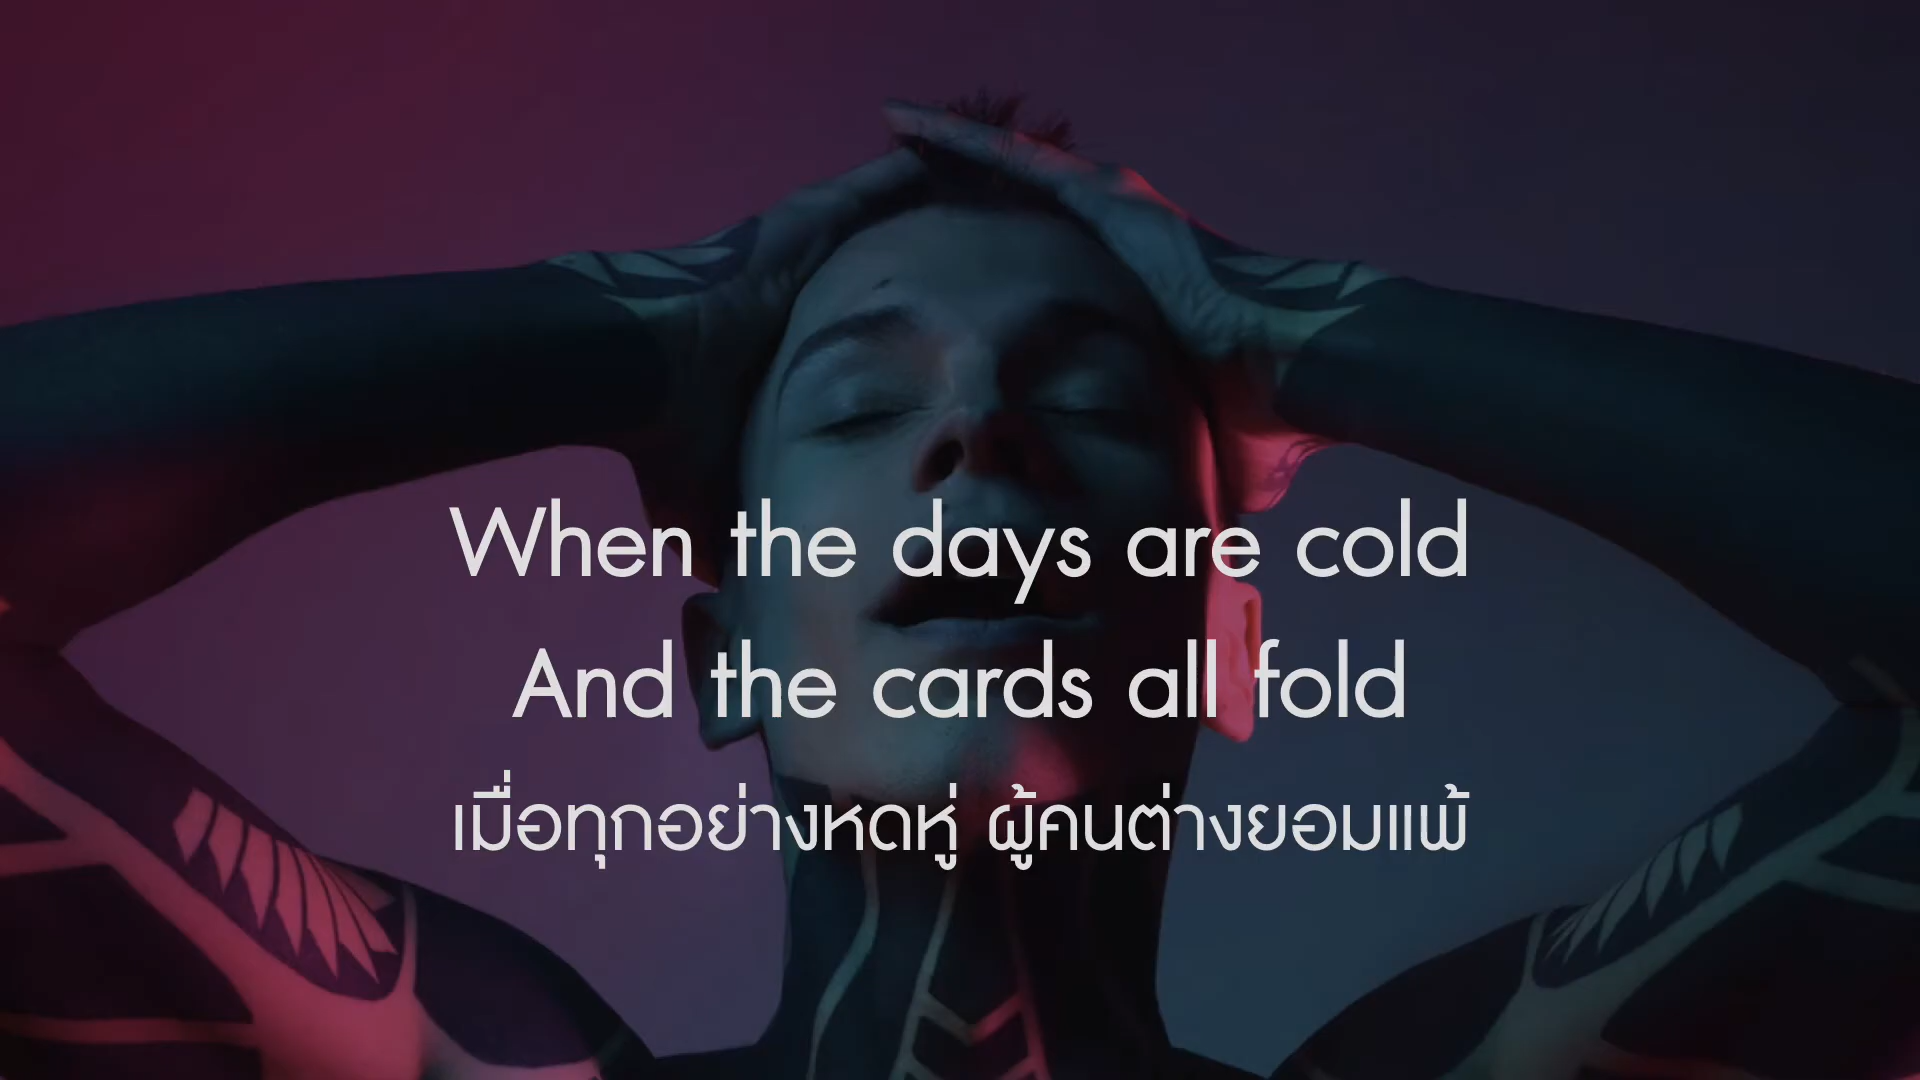 When the days are cold
And the cards all fold
เมื่อทุกอย่างหดหู่ ผู้คนต่างยอมแพ้